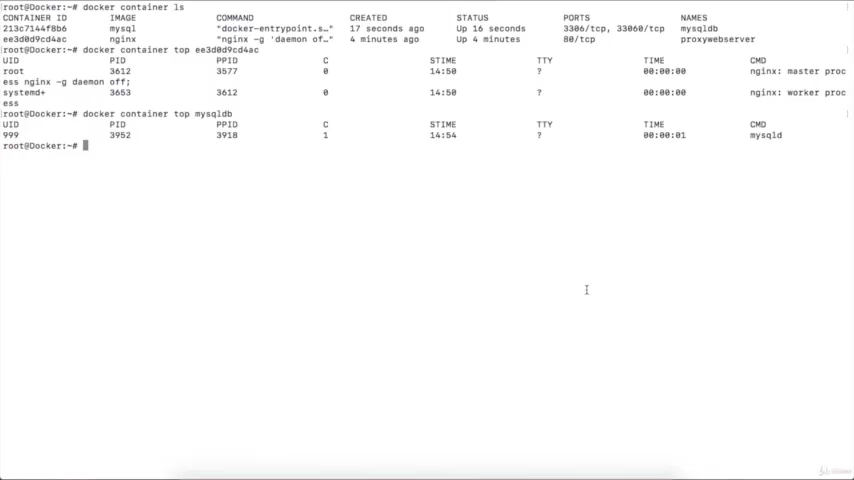 root@Docker:~# docker container ls
CONTAINER ID IMAGE COMMAND CREATED STATUS PORTS NAMES
213c7144f8b6 mysql "docker-entrypoint.s…" 17 seconds ago Up 16 seconds 3306/tcp, 33060/tcp mysqldb
ee3d0d9cd4ac nginx "nginx -g 'daemon of…" 4 minutes ago Up 4 minutes 80/tcp proxywebserver
root@Docker:~# docker container top ee3d0d9cd4ac
UID PID PPID C STIME TTY TIME CMD
root 3612 3577 0 14:50 ? 00:00:00 nginx: master proc
ess nginx -g daemon off;
systemd+ 3653 3612 0 14:50 ? 00:00:00 nginx: worker proc
ess
root@Docker:~# docker container top mysqldb
UID PID PPID C STIME TTY TIME CMD
999 3952 3918 1 14:54 ? 00:00:01 mysqld
root@Docker:~#